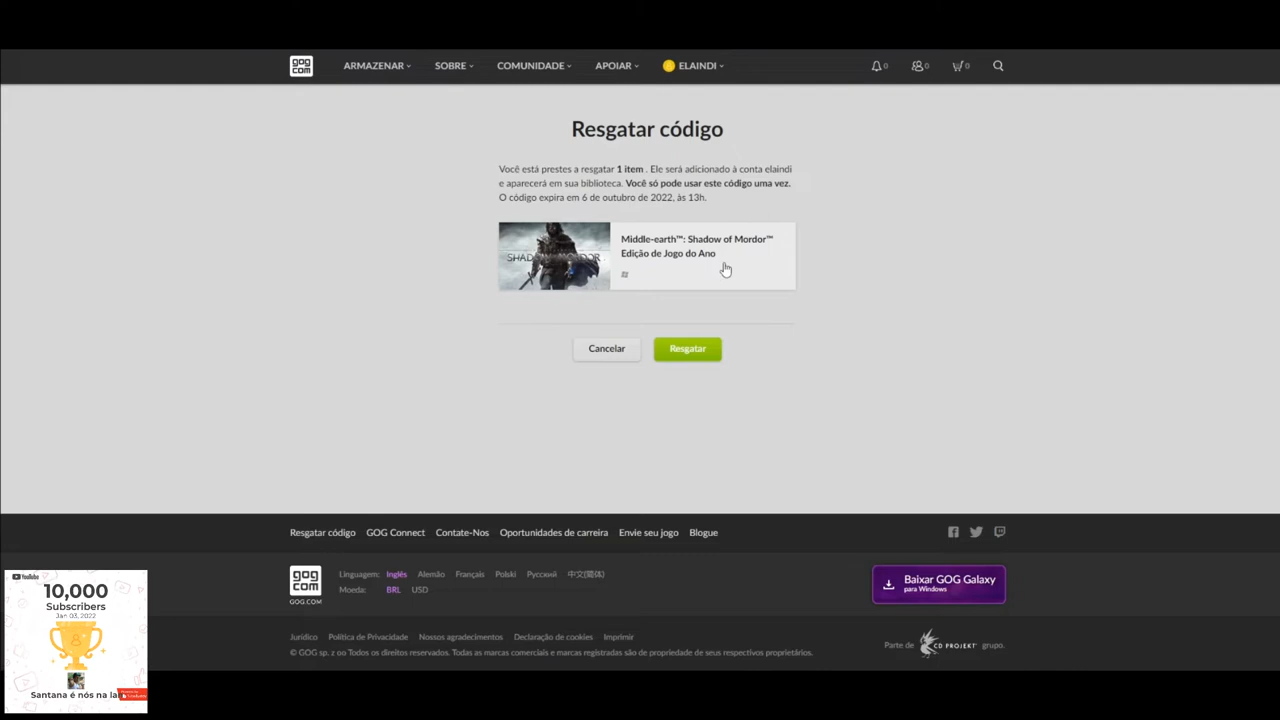 gog
com
ARMAZENAR
SOBRE
COMUNIDADE
APOIAR
ELAINDI
0
0
0
Resgatar código
Você está prestes a resgatar 1 item . Ele será adicionado à conta elaindi
e aparecerá em sua biblioteca. Você só pode usar este código uma vez.
O código expira em 6 de outubro de 2022, às 13h.
SHADOW OF MORDOR
Middle-earth™: Shadow of Mordor™
Edição de Jogo do Ano
Cancelar
Resgatar
Resgatar código
GOG Connect
Contate-Nos
Oportunidades de carreira
Envie seu jogo
Blogue
gog
com
GOG.COM
Linguagem: Inglês Alemão Français Polski Русский 中文(简体)
Moeda: BRL USD
Baixar GOG Galaxy
para Windows
Jurídico
Política de Privacidade
Nossos agradecimentos
Declaração de cookies
Imprimir
© GOG sp. z oo Todos os direitos reservados. Todas as marcas comerciais e marcas registradas são de propriedade de seus respectivos proprietários.
Parte de CD PROJEKT grupo.
YouTube
10,000
Subscribers
Jan 03, 2022
Santana é nós na la